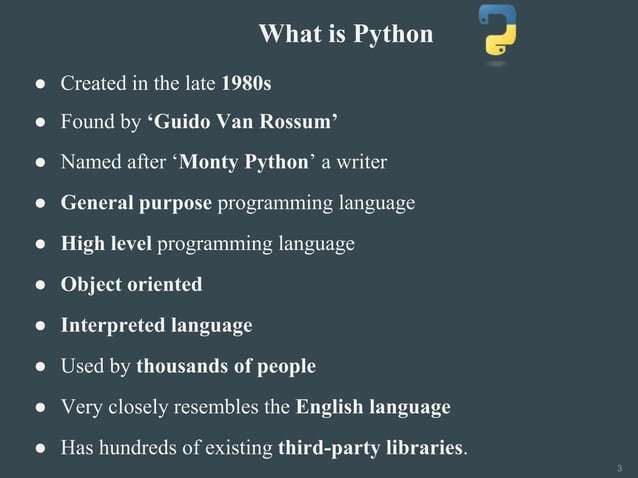 What is Python
● Created in the late 1980s
● Found by ‘Guido Van Rossum’
● Named after ‘Monty Python’ a writer
● General purpose programming language
● High level programming language
● Object oriented
● Interpreted language
● Used by thousands of people
● Very closely resembles the English language
● Has hundreds of existing third-party libraries.
3